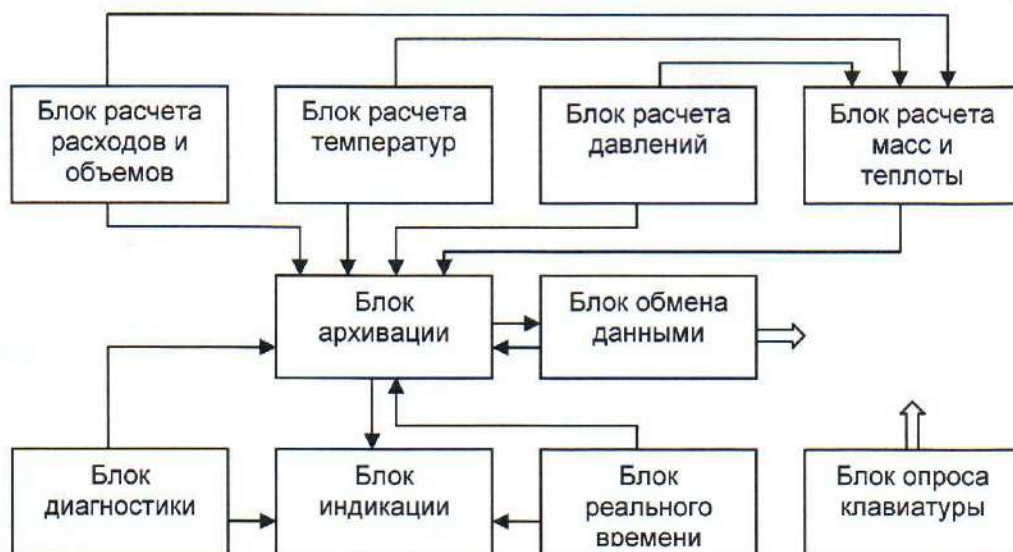 Блок расчета
расходов и
объемов
Блок расчета
температур
Блок расчета
давлений
Блок расчета
масс и
теплоты
Блок
архивации
Блок обмена
данными
Блок
диагностики
Блок
индикации
Блок
реального
времени
Блок опроса
клавиатуры